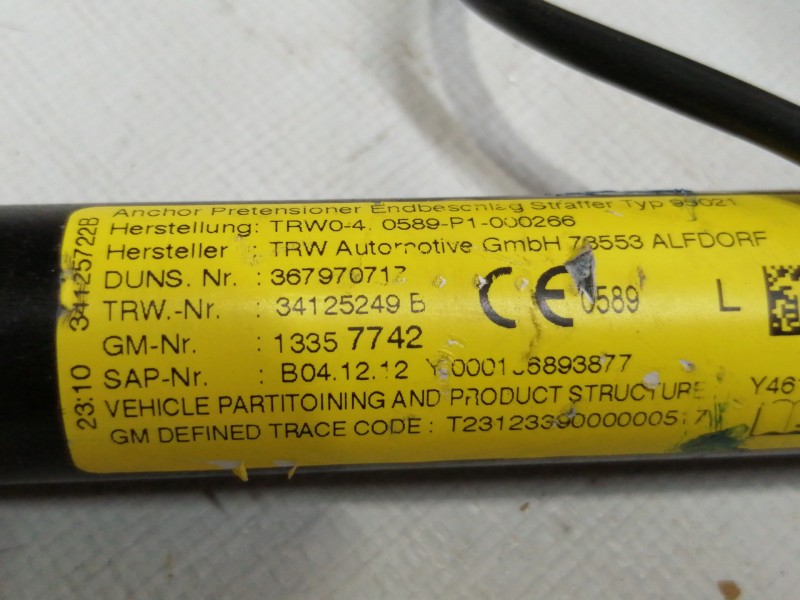 Anchor Pretensioner Endbeschlag Straffer Typ 95021
Herstellung: TRW0-4. 0589-P1-000266
Hersteller : TRW Automotive GmbH 73553 ALFDORF
DUNS. Nr. : 367970717
TRW.-Nr. : 34125249 B
CE 0589 L
GM-Nr. : 1335 7742
SAP-Nr. : B04.12.12
VEHICLE PARTITOINING AND PRODUCT STRUCTURE
GM DEFINED TRACE CODE :
23:10 34125722B